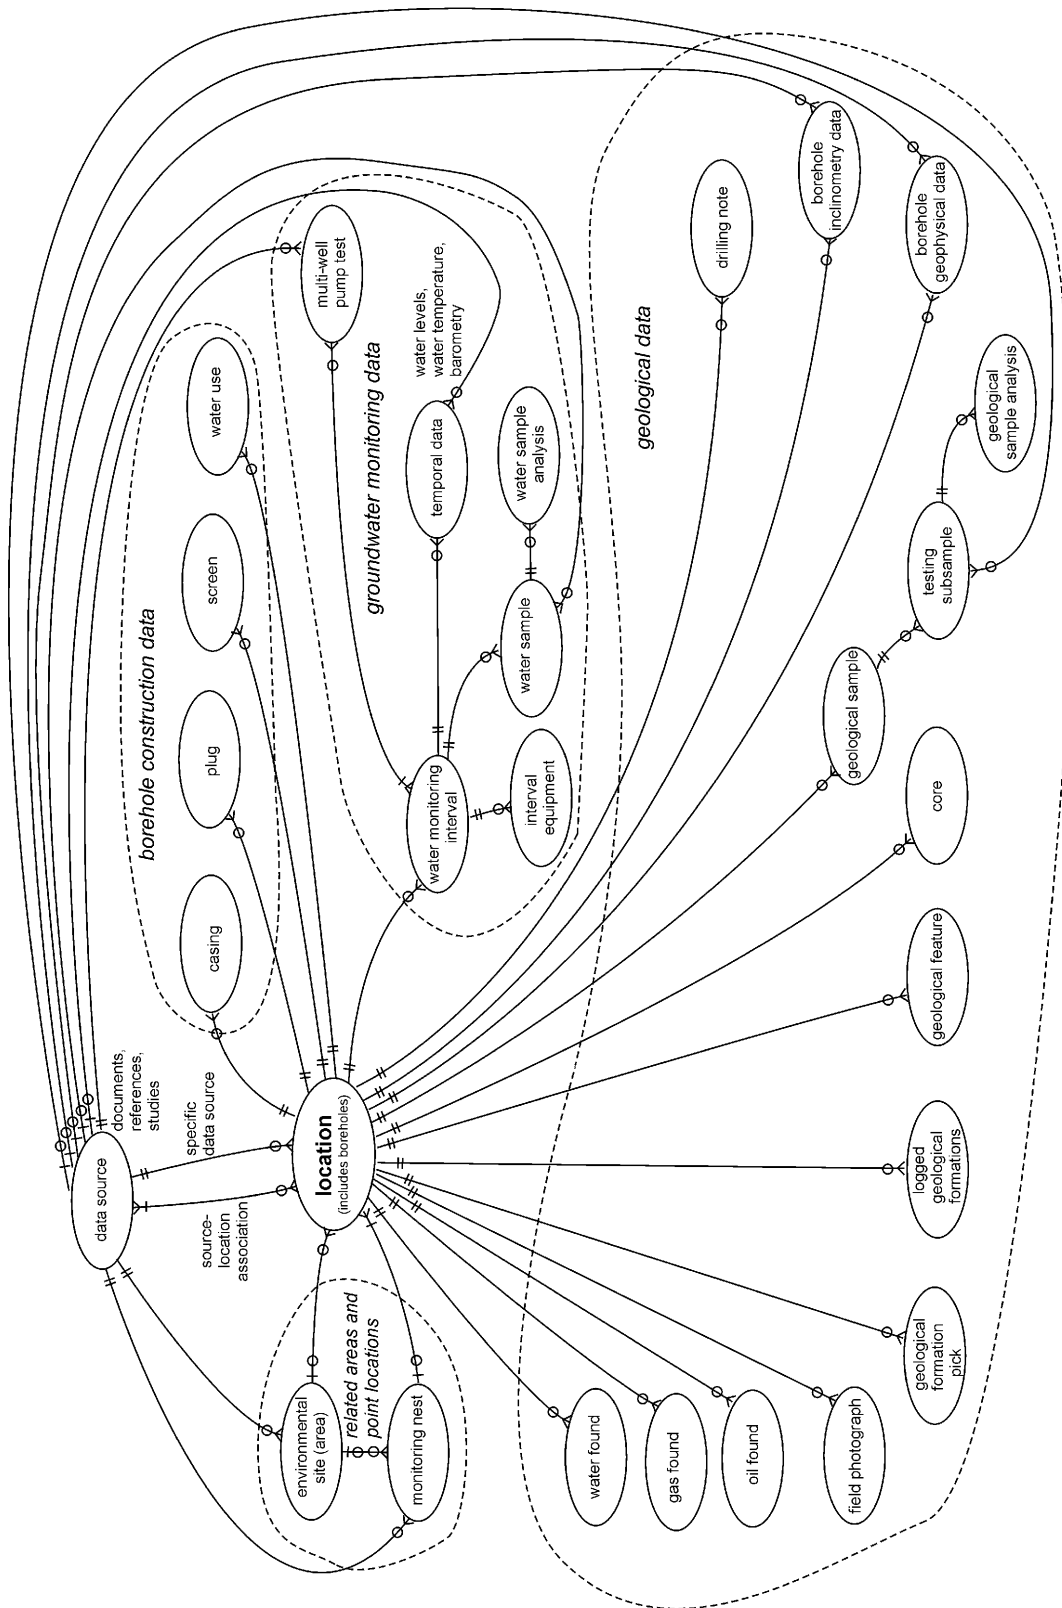 data source
documents,
references,
studies
source-
location
association
specific
data source
location
(includes boreholes)
borehole construction data
casing
plug
screen
water use
related areas and
point locations
environmental
site (area)
monitoring nest
groundwater monitoring data
water monitoring
interval
interval
equipment
multi-well
pump test
temporal data
water levels,
water temperature,
barometry
water sample
water sample
analysis
geological data
water found
gas found
oil found
field photograph
geological
formation
pick
logged
geological
formations
geological feature
core
geological sample
testing
subsample
geological
sample analysis
drilling note
borehole
inclinometry data
borehole
geophysical data